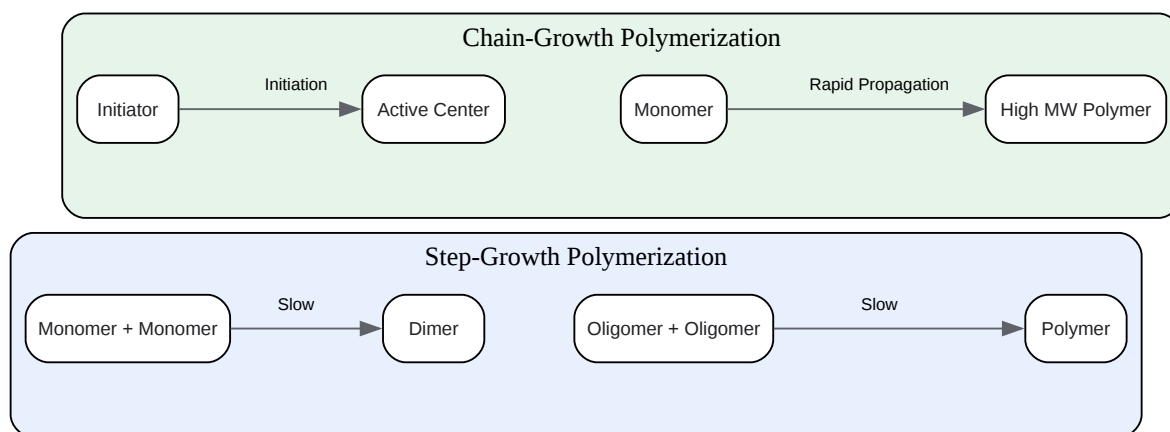 Chain-Growth Polymerization
Initiator
Initiation
Active Center
Monomer
Rapid Propagation
High MW Polymer
Step-Growth Polymerization
Monomer + Monomer
Slow
Dimer
Oligomer + Oligomer
Slow
Polymer